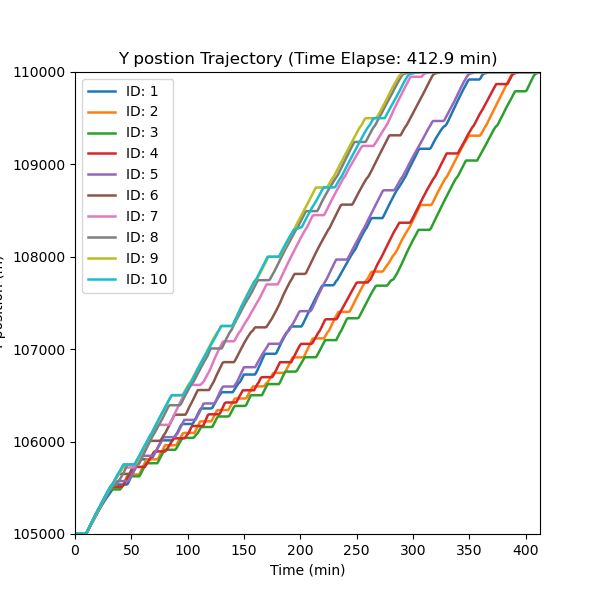 Y postion Trajectory (Time Elapse: 412.9 min)
110000
109000
108000
107000
106000
105000
ID: 1
ID: 2
ID: 3
ID: 4
ID: 5
ID: 6
ID: 7
ID: 8
ID: 9
ID: 10
0 50 100 150 200 250 300 350 400
Time (min)